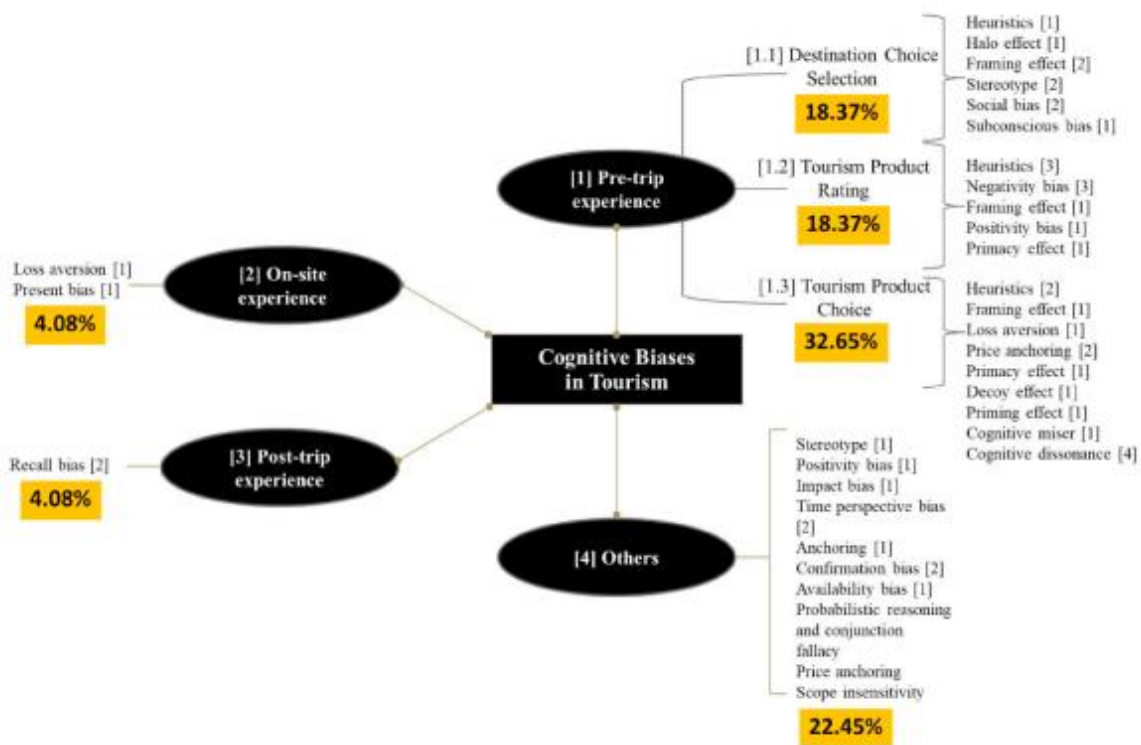 Cognitive Biases
in Tourism
[1] Pre-trip
experience
[1.1] Destination Choice
Selection
18.37%
Heuristics [1]
Halo effect [1]
Framing effect [2]
Stereotype [2]
Social bias [2]
Subconscious bias [1]
[1.2] Tourism Product
Rating
18.37%
Heuristics [3]
Negativity bias [3]
Framing effect [1]
Positivity bias [1]
Primacy effect [1]
[1.3] Tourism Product
Choice
32.65%
Heuristics [2]
Framing effect [1]
Loss aversion [1]
Price anchoring [2]
Primacy effect [1]
Decoy effect [1]
Priming effect [1]
Cognitive miser [1]
Cognitive dissonance [4]
[2] On-site
experience
Loss aversion [1]
Present bias [1]
4.08%
[3] Post-trip
experience
Recall bias [2]
4.08%
[4] Others
Stereotype [1]
Positivity bias [1]
Impact bias [1]
Time perspective bias
[2]
Anchoring [1]
Confirmation bias [2]
Availability bias [1]
Probabilistic reasoning
and conjunction
fallacy
Price anchoring
Scope insensitivity
22.45%